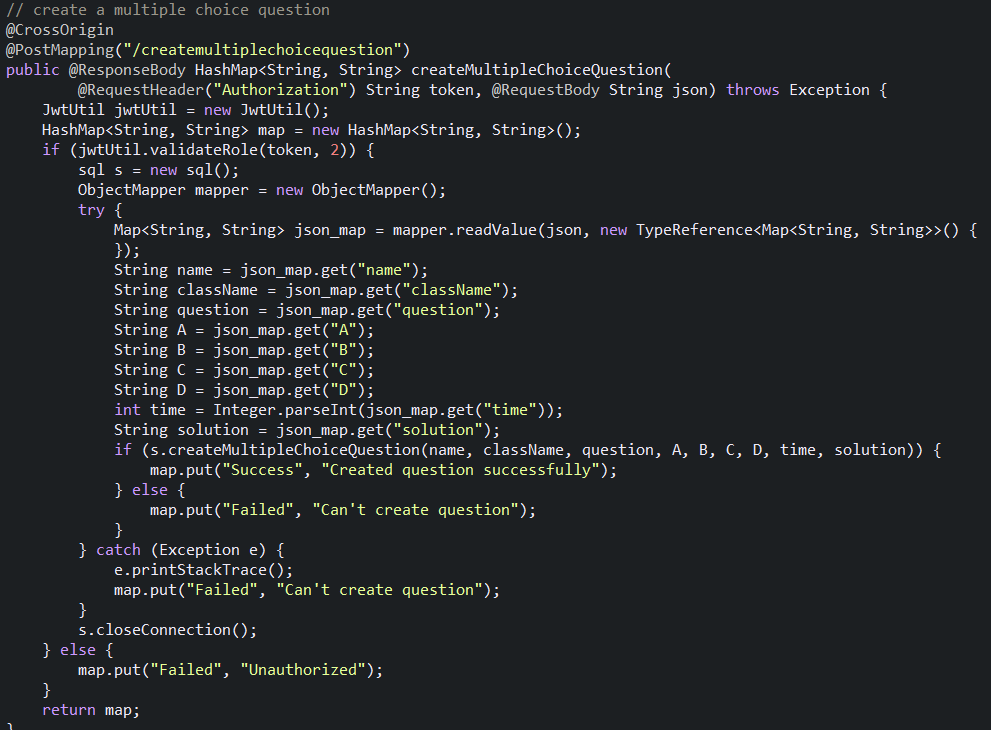 // create a multiple choice question
@CrossOrigin
@PostMapping("/createmultiplechoicequestion")
public @ResponseBody HashMap<String, String> createMultipleChoiceQuestion(
        @RequestHeader("Authorization") String token, @RequestBody String json) throws Exception {
    JwtUtil jwtUtil = new JwtUtil();
    HashMap<String, String> map = new HashMap<String, String>();
    if (jwtUtil.validateRole(token, 2)) {
        sql s = new sql();
        ObjectMapper mapper = new ObjectMapper();
        try {
            Map<String, String> json_map = mapper.readValue(json, new TypeReference<Map<String, String>>() {
            });
            String name = json_map.get("name");
            String className = json_map.get("className");
            String question = json_map.get("question");
            String A = json_map.get("A");
            String B = json_map.get("B");
            String C = json_map.get("C");
            String D = json_map.get("D");
            int time = Integer.parseInt(json_map.get("time"));
            String solution = json_map.get("solution");
            if (s.createMultipleChoiceQuestion(name, className, question, A, B, C, D, time, solution)) {
                map.put("Success", "Created question successfully");
            } else {
                map.put("Failed", "Can't create question");
            }
        } catch (Exception e) {
            e.printStackTrace();
            map.put("Failed", "Can't create question");
        }
        s.closeConnection();
    } else {
        map.put("Failed", "Unauthorized");
    }
    return map;
}